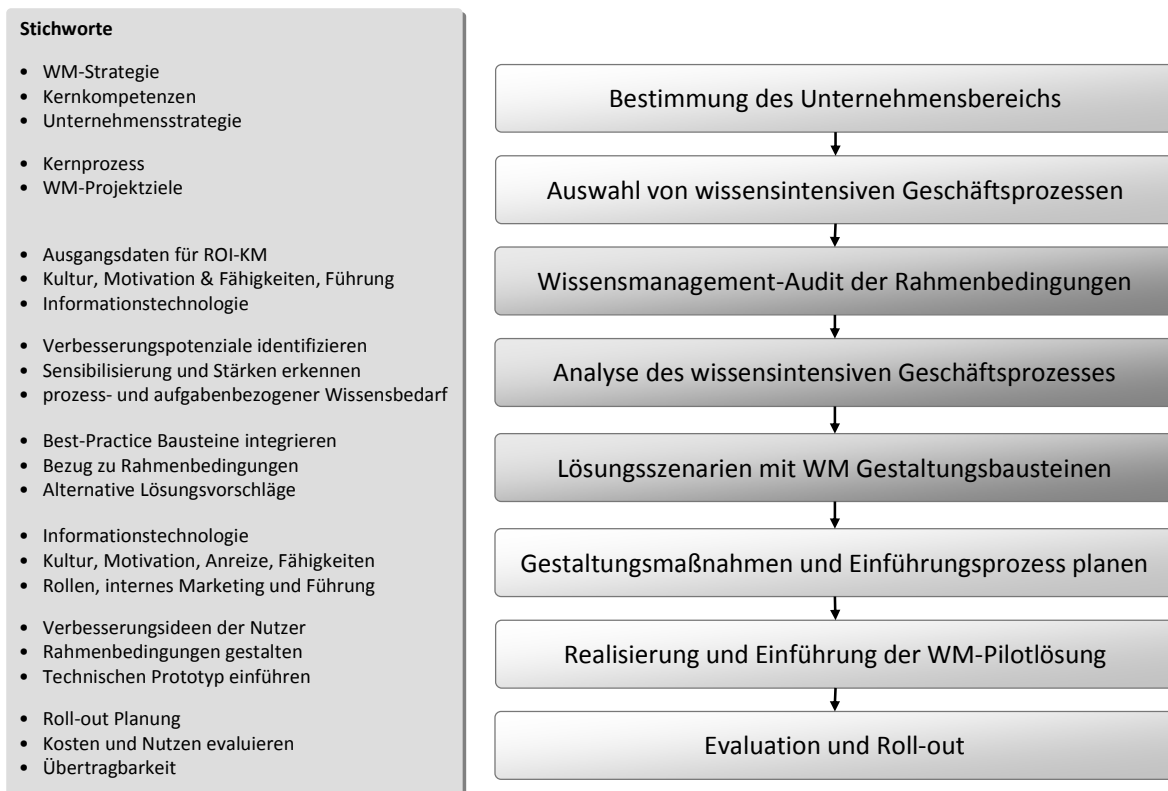 Stichworte
• WM-Strategie
• Kernkompetenzen
• Unternehmensstrategie
• Kernprozess
• WM-Projektziele
• Ausgangsdaten für ROI-KM
• Kultur, Motivation & Fähigkeiten, Führung
• Informationstechnologie
• Verbesserungspotenziale identifizieren
• Sensibilisierung und Stärken erkennen
• prozess- und aufgabenbezogener Wissensbedarf
• Best-Practice Bausteine integrieren
• Bezug zu Rahmenbedingungen
• Alternative Lösungsvorschläge
• Informationstechnologie
• Kultur, Motivation, Anreize, Fähigkeiten
• Rollen, internes Marketing und Führung
• Verbesserungsideen der Nutzer
• Rahmenbedingungen gestalten
• Technischen Prototyp einführen
• Roll-out Planung
• Kosten und Nutzen evaluieren
• Übertragbarkeit
Bestimmung des Unternehmensbereichs
Auswahl von wissensintensiven Geschäftsprozessen
Wissensmanagement-Audit der Rahmenbedingungen
Analyse des wissensintensiven Geschäftsprozesses
Lösungsszenarien mit WM Gestaltungsbausteinen
Gestaltungsmaßnahmen und Einführungsprozess planen
Realisierung und Einführung der WM-Pilotlösung
Evaluation und Roll-out